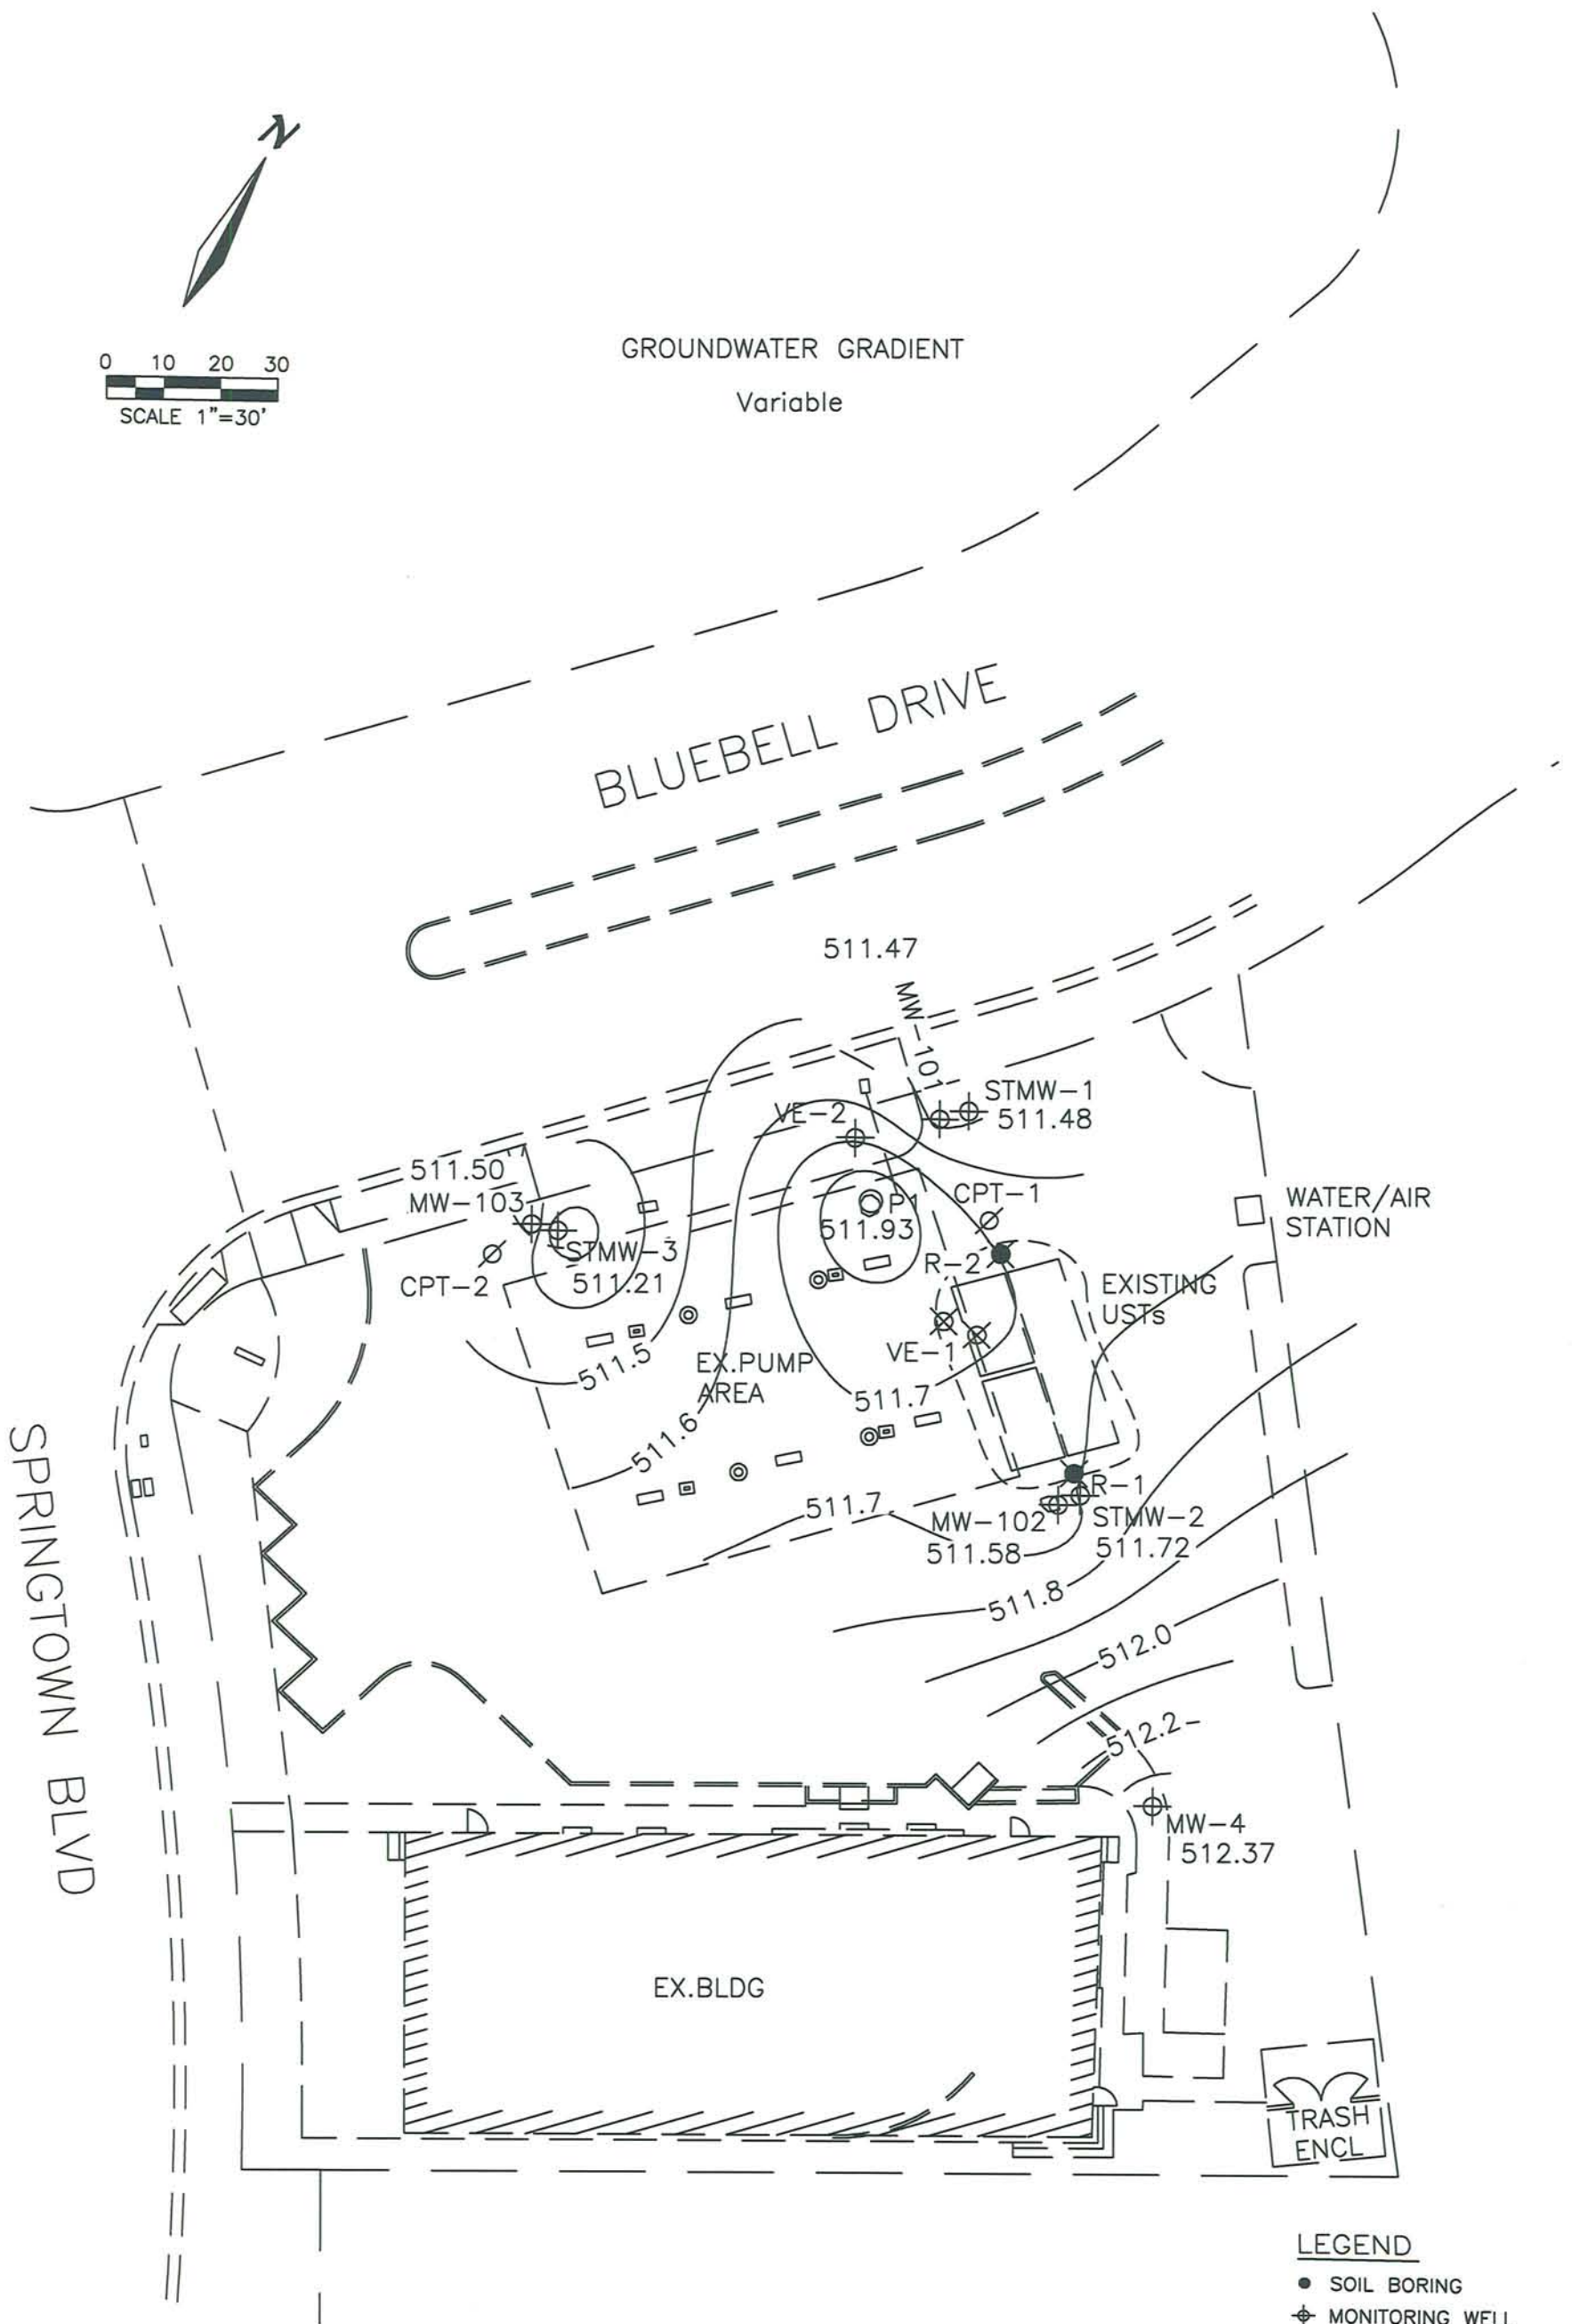 N
0 10 20 30
SCALE 1"=30'
GROUNDWATER GRADIENT
Variable
BLUEBELL DRIVE
511.47
MW-101
STMW-1
511.48
VE-2
511.50
MW-103
STMW-3
511.21
CPT-2
P1
511.93
CPT-1
R-2
WATER/AIR
STATION
EXISTING
USTs
VE-1
511.5
EX.PUMP
AREA
511.6
511.7
511.7
R-1
MW-102
511.58
STMW-2
511.72
511.8
512.0
512.2
SPRINGTOWN BLVD
MW-4
512.37
EX.BLDG
TRASH
ENCL
LEGEND
SOIL BORING
MONITORING WELL